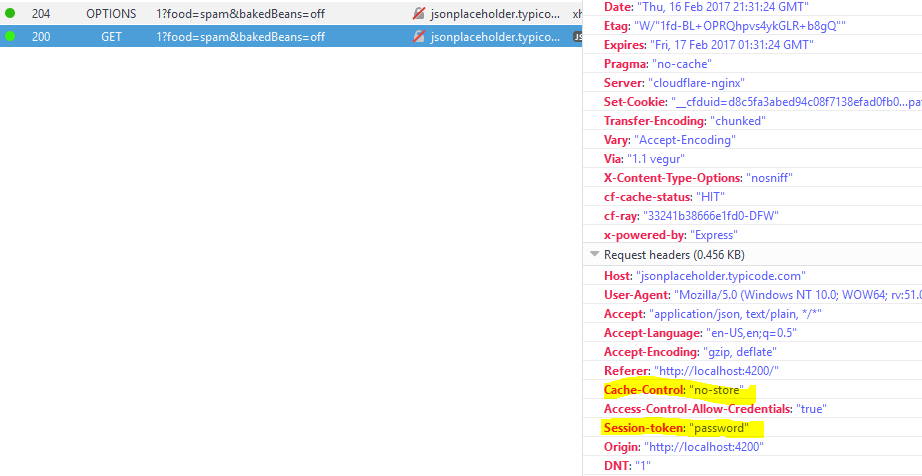 204 OPTIONS 1?food=spam&bakedBeans=off jsonplaceholder.typico... xh
200 GET 1?food=spam&bakedBeans=off jsonplaceholder.typico... JS
Date: "Thu, 16 Feb 2017 21:31:24 GMT"
Etag: "W/"1fd-BL+OPRQhpvs4ykGLR+b8gQ""
Expires: "Fri, 17 Feb 2017 01:31:24 GMT"
Pragma: "no-cache"
Server: "cloudflare-nginx"
Set-Cookie: "__cfduid=d8c5fa3abed94c08f7138efad0fb0...pa
Transfer-Encoding: "chunked"
Vary: "Accept-Encoding"
Via: "1.1 vegur"
X-Content-Type-Options: "nosniff"
cf-cache-status: "HIT"
cf-ray: "33241b38666e1fd0-DFW"
x-powered-by: "Express"
Request headers (0.456 KB)
Host: "jsonplaceholder.typicode.com"
User-Agent: "Mozilla/5.0 (Windows NT 10.0; WOW64; rv:51.0
Accept: "application/json, text/plain, */*"
Accept-Language: "en-US,en;q=0.5"
Accept-Encoding: "gzip, deflate"
Referer: "http://localhost:4200/"
Cache-Control: "no-store"
Access-Control-Allow-Credentials: "true"
Session-token: "password"
Origin: "http://localhost:4200"
DNT: "1"